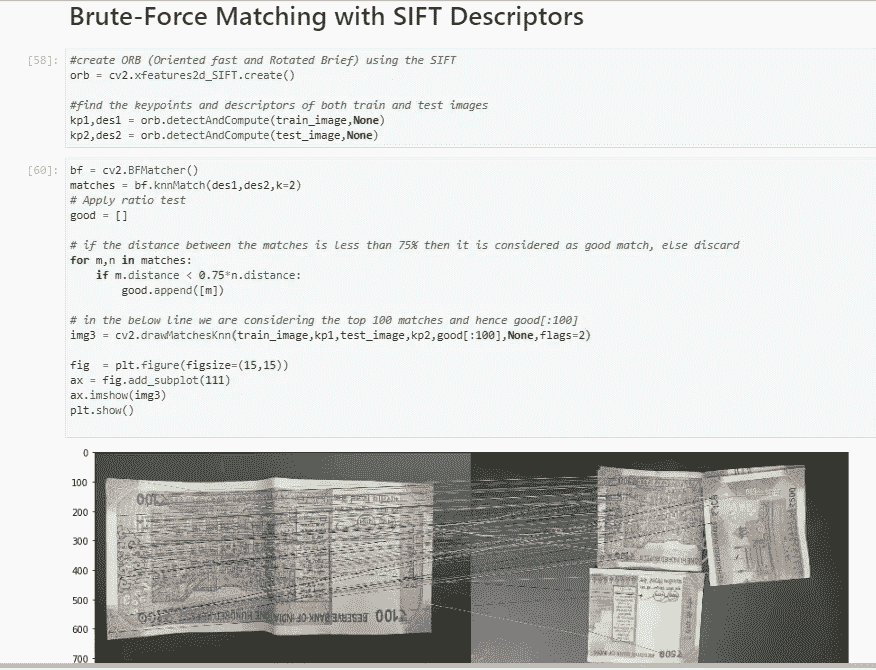 Brute-Force Matching with SIFT Descriptors
[58]: #create ORB (Oriented fast and Rotated Brief) using the SIFT
orb = cv2.xfeatures2d_SIFT.create()
#find the keypoints and descriptors of both train and test images
kp1,des1 = orb.detectAndCompute(train_image,None)
kp2,des2 = orb.detectAndCompute(test_image,None)
[60]: bf = cv2.BFMatcher()
matches = bf.knnMatch(des1,des2,k=2)
# Apply ratio test
good = []
# if the distance between the matches is less than 75% then it is considered as good match, else discard
for m,n in matches:
if m.distance < 0.75*n.distance:
good.append([m])
# in the below line we are considering the top 100 matches and hence good[:100]
img3 = cv2.drawMatchesKnn(train_image,kp1,test_image,kp2,good[:100],None,flags=2)
fig  = plt.figure(figsize=(15,15))
ax = fig.add_subplot(111)
ax.imshow(img3)
plt.show()
0
100
200
300
400
500
600
700
RESERVE BANK OF INDIA
₹100